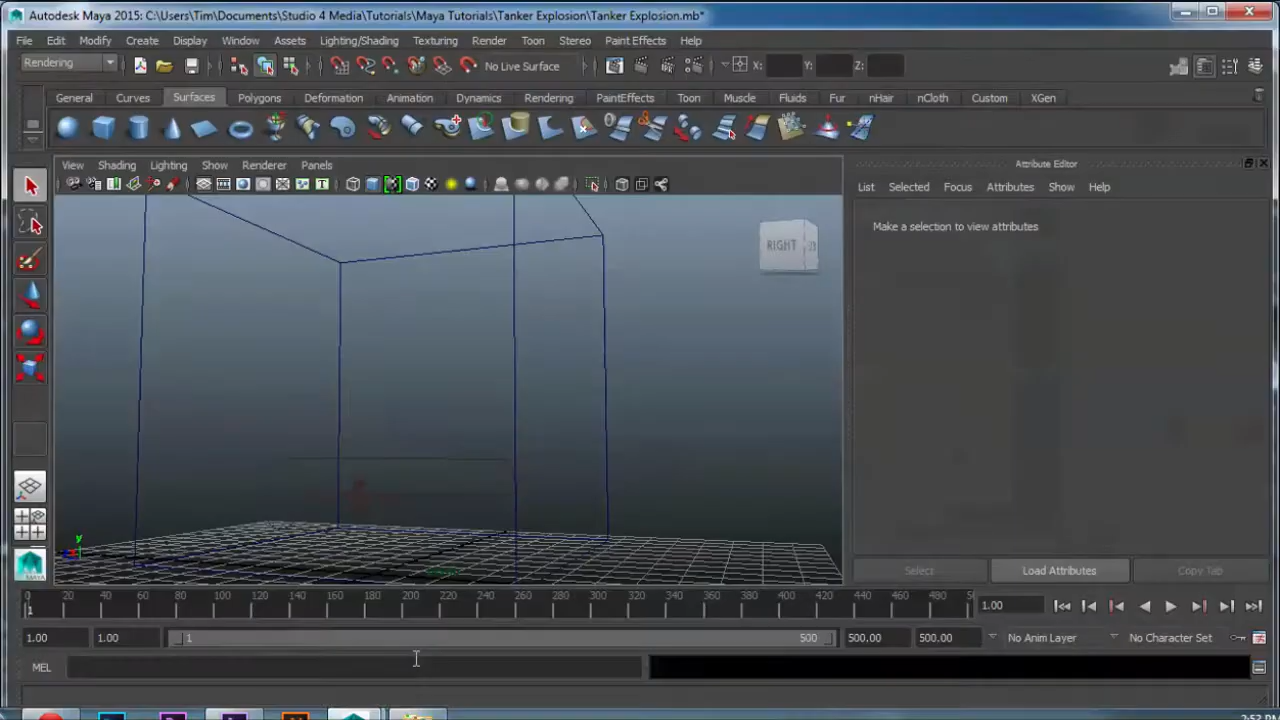 Autodesk Maya 2015: C:\Users\Tim\Documents\Studio 4 Media\Tutorials\Maya Tutorials\Tanker Explosion\Tanker Explosion.mb*
File Edit Modify Create Display Window Assets Lighting/Shading Texturing Render Toon Stereo Paint Effects Help
Rendering No Live Surface X: Y: Z:
General Curves Surfaces Polygons Deformation Animation Dynamics Rendering PaintEffects Toon Muscle Fluids Fur nHair nCloth Custom XGen
View Shading Lighting Show Renderer Panels
Attribute Editor
List Selected Focus Attributes Show Help
Make a selection to view attributes
RIGHT
y
Select Load Attributes Copy Tab
0 20 40 60 80 100 120 140 160 180 200 220 240 260 280 300 320 340 360 380 400 420 440 460 480 50
1 1.00
1.00 1.00 1 500 500.00 500.00 No Anim Layer No Character Set
MEL